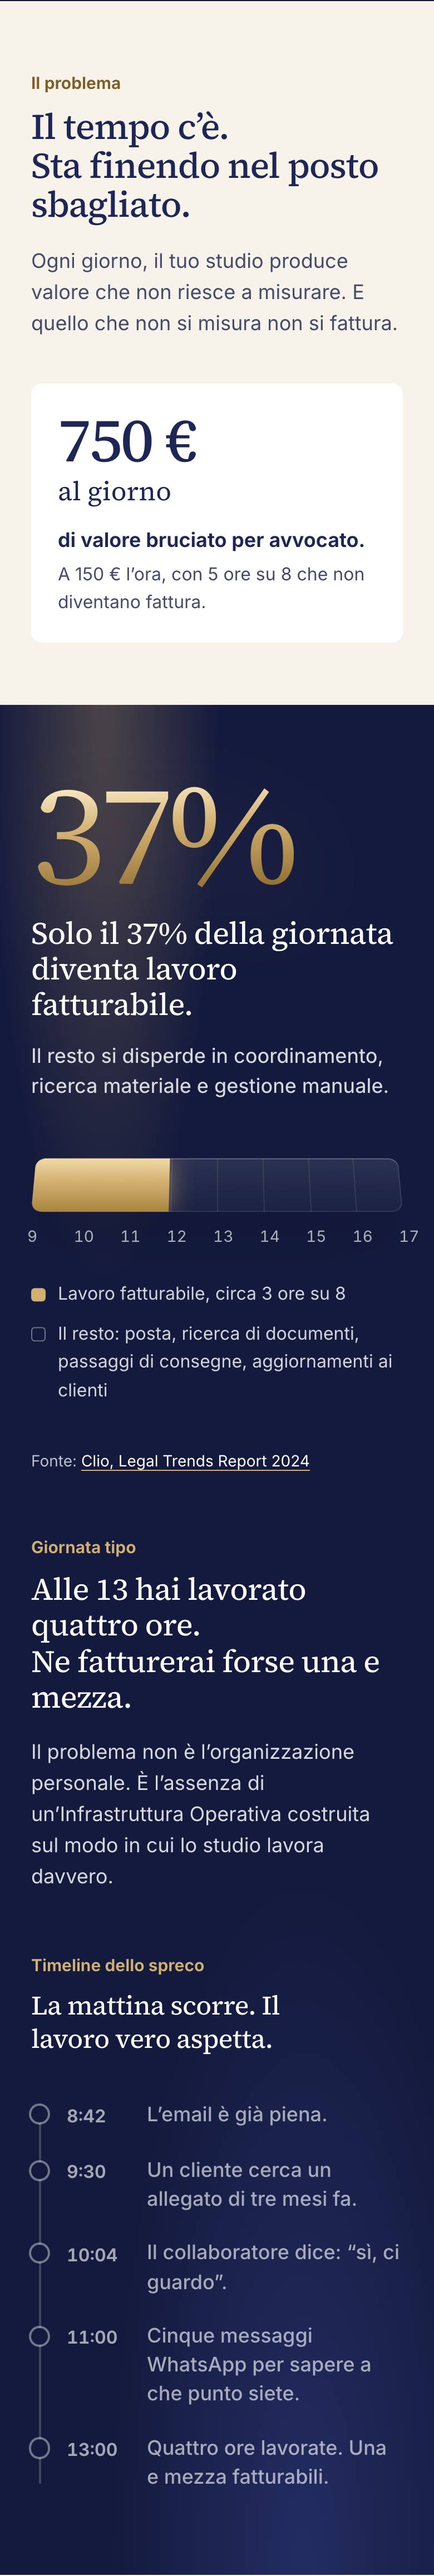 Il problema
Il tempo c’è.
Sta finendo nel posto
sbagliato.
Ogni giorno, il tuo studio produce
valore che non riesce a misurare. E
quello che non si misura non si fattura.
750 €
al giorno
di valore bruciato per avvocato.
A 150 € l’ora, con 5 ore su 8 che non
diventano fattura.
37%
Solo il 37% della giornata
diventa lavoro
fatturabile.
Il resto si disperde in coordinamento,
ricerca materiale e gestione manuale.
9 10 11 12 13 14 15 16 17
Lavoro fatturabile, circa 3 ore su 8
Il resto: posta, ricerca di documenti,
passaggi di consegne, aggiornamenti ai
clienti
Fonte: Clio, Legal Trends Report 2024
Giornata tipo
Alle 13 hai lavorato
quattro ore.
Ne fatturerai forse una e
mezza.
Il problema non è l’organizzazione
personale. È l’assenza di
un’Infrastruttura Operativa costruita
sul modo in cui lo studio lavora
davvero.
Timeline dello spreco
La mattina scorre. Il
lavoro vero aspetta.
8:42 L’email è già piena.
9:30 Un cliente cerca un
allegato di tre mesi fa.
10:04 Il collaboratore dice: “sì, ci
guardo”.
11:00 Cinque messaggi
WhatsApp per sapere a
che punto siete.
13:00 Quattro ore lavorate. Una
e mezza fatturabili.